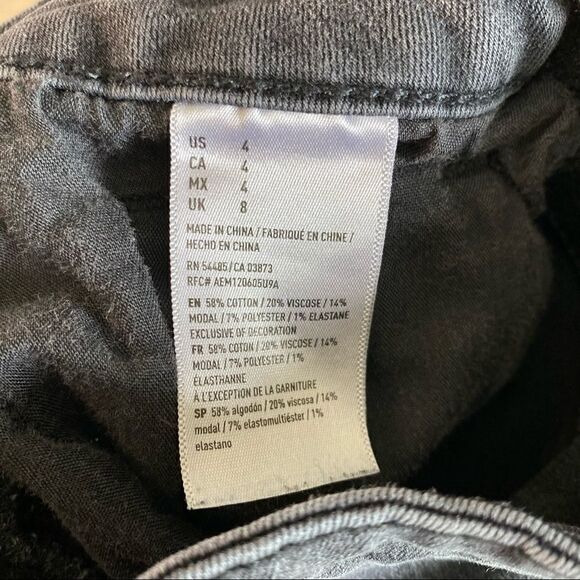 US 4
CA 4
MX 4
UK 8
MADE IN CHINA / FABRIQUÉ EN CHINE /
HECHO EN CHINA
RN 54485/CA 03873
RFC# AEM120605U9A
EN 58% COTTON / 20% VISCOSE / 14%
MODAL / 7% POLYESTER / 1% ELASTANE
EXCLUSIVE OF DECORATION
FR 58% COTON / 20% VISCOSE / 14%
MODAL / 7% POLYESTER / 1%
ÉLASTHANNE
À L'EXCEPTION DE LA GARNITURE
SP 58% algodón / 20% viscosa / 14%
modal / 7% elastomultiéster / 1%
elastano